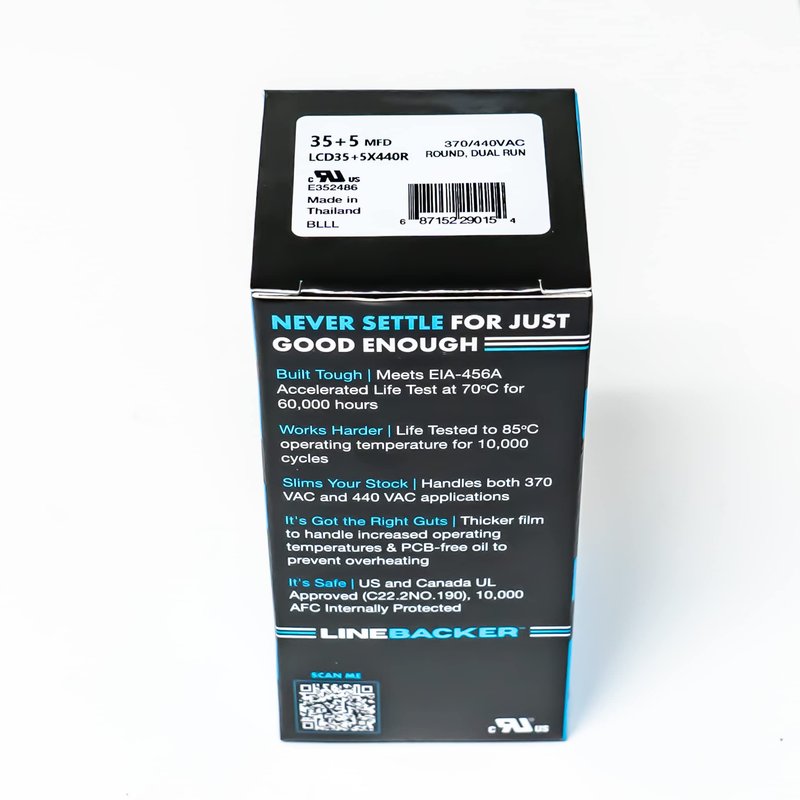 35+5 MFD 370/440VAC
LCD35+5X440R ROUND, DUAL RUN
c RU US
E352486
Made in
Thailand
BLLL
6 87152 29015 4
NEVER SETTLE FOR JUST
GOOD ENOUGH
Built Tough | Meets EIA-456A
Accelerated Life Test at 70°C for
60,000 hours
Works Harder | Life Tested to 85°C
operating temperature for 10,000
cycles
Slims Your Stock | Handles both 370
VAC and 440 VAC applications
It's Got the Right Guts | Thicker film
to handle increased operating
temperatures & PCB-free oil to
prevent overheating
It's Safe | US and Canada UL
Approved (C22.2NO.190), 10,000
AFC Internally Protected
LINEBACKER™
SCAN ME
c RU® US